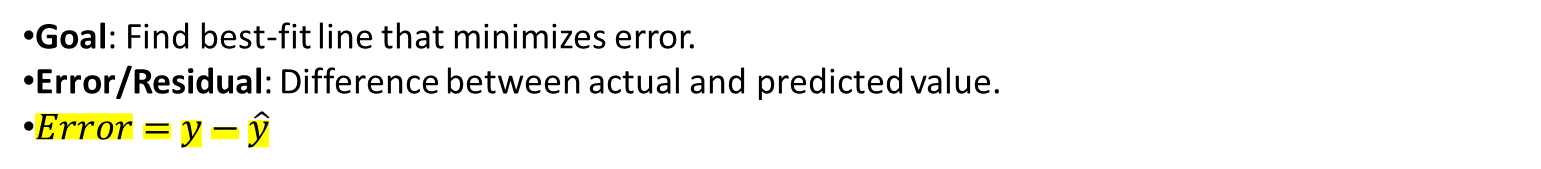 •Goal: Find best-fit line that minimizes error.
•Error/Residual: Difference between actual and predicted value.
•Error = y − ŷ